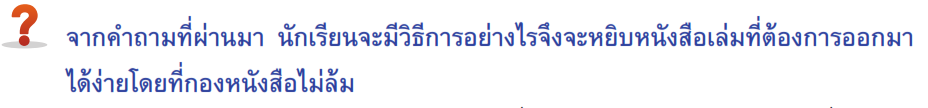 จากคำถามที่ผ่านมา นักเรียนจะมีวิธีการอย่างไรจึงจะหยิบหนังสือเล่มที่ต้องการออกมา
ได้ง่ายโดยที่กองหนังสือไม่ล้ม